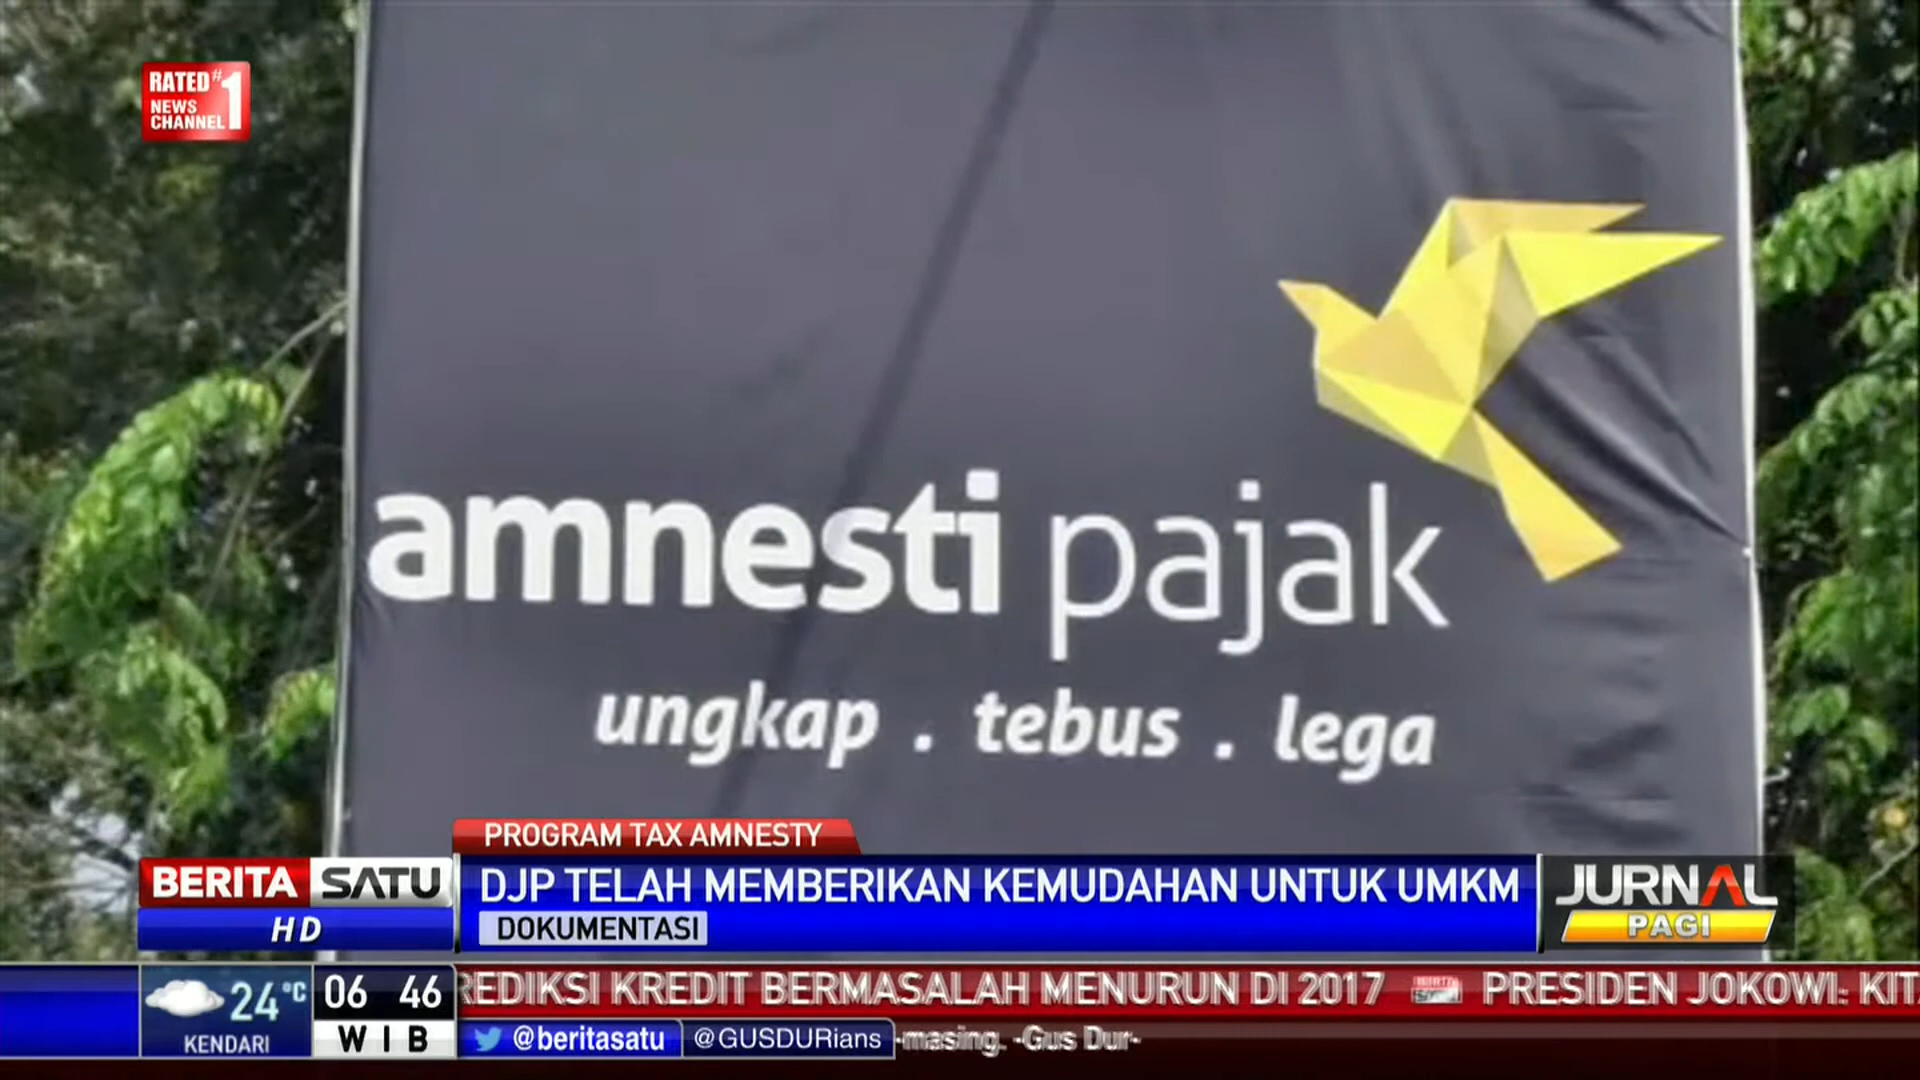 RATED #1
NEWS
CHANNEL
amnesti pajak
ungkap . tebus . lega
PROGRAM TAX AMNESTY
BERITA SATU
HD
DJP TELAH MEMBERIKAN KEMUDAHAN UNTUK UMKM
DOKUMENTASI
JURNAL
PAGI
24°C
KENDARI
06 46
WIB
REDIKSI KREDIT BERMASALAH MENURUN DI 2017
PRESIDEN JOKOWI: KIT
@beritasatu
@GUSDURians
-masing. -Gus Dur-